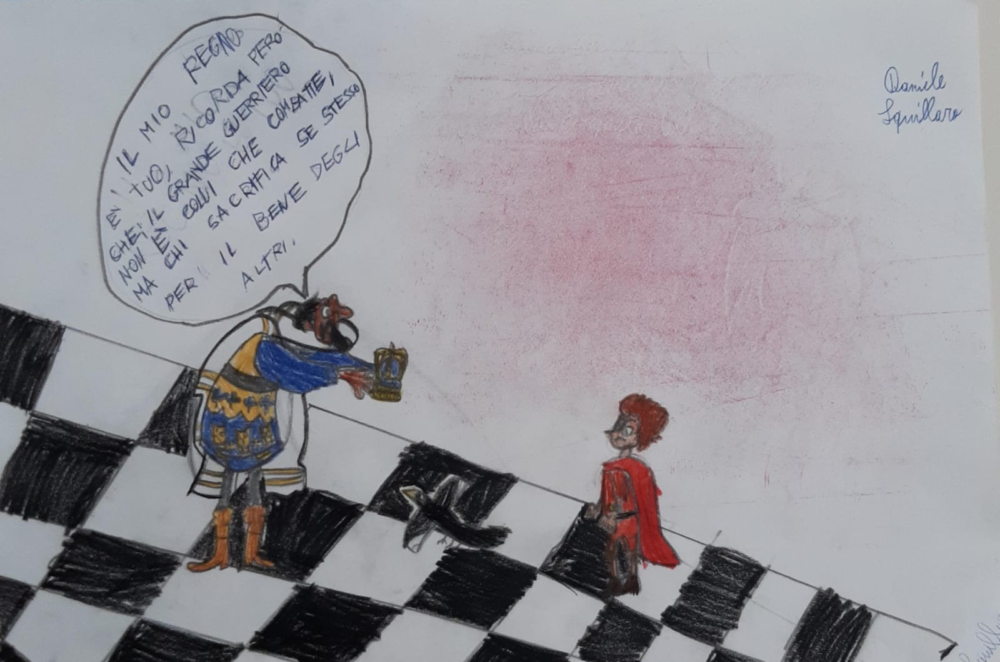 IL MIO REGNO
E' TUO, RICORDA PERÒ
CHE, IL GRANDE GUERRIERO
NON È COLUI CHE COMBATTE,
MA CHI SACRIFICA SE STESSO
PER IL BENE DEGLI
ALTRI.
Daniele
Squillaro